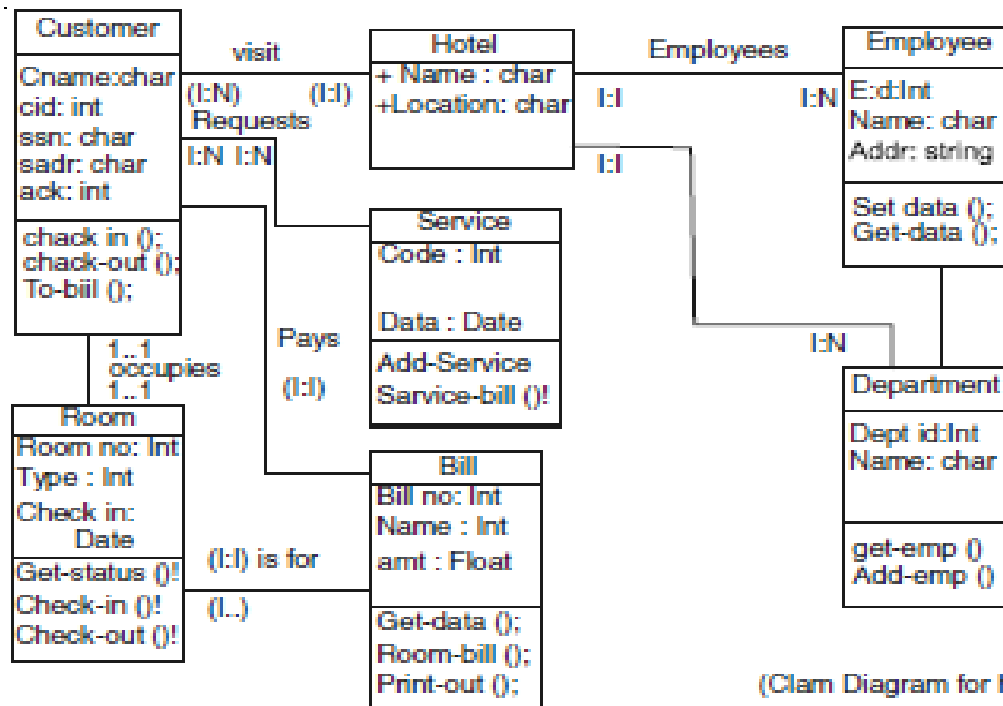 Customer
Cname:char
cid: int
ssn: char
sadr: char
ack: int
chack in ();
chack-out ();
To-biil ();
visit
(I:N) (I:I)
Requests
I:N I:N
Hotel
+ Name : char
+Location: char
Employees
I:I I:N
I:I
I:N
Employee
E:d:Int
Name: char
Addr: string
Set data ();
Get-data ();
Service
Code : Int
Data : Date
Add-Service
Sarvice-bill ()!
Pays
(I:I)
1..1
occupies
1..1
Room
Room no: Int
Type : Int
Check in:
Date
Get-status ()!
Check-in ()!
Check-out ()!
(I:I) is for
(I..)
Bill
Bill no: Int
Name : Int
amt : Float
Get-data ();
Room-bill ();
Print-out ();
Department
Dept id:Int
Name: char
get-emp ()
Add-emp ()
(Clam Diagram for